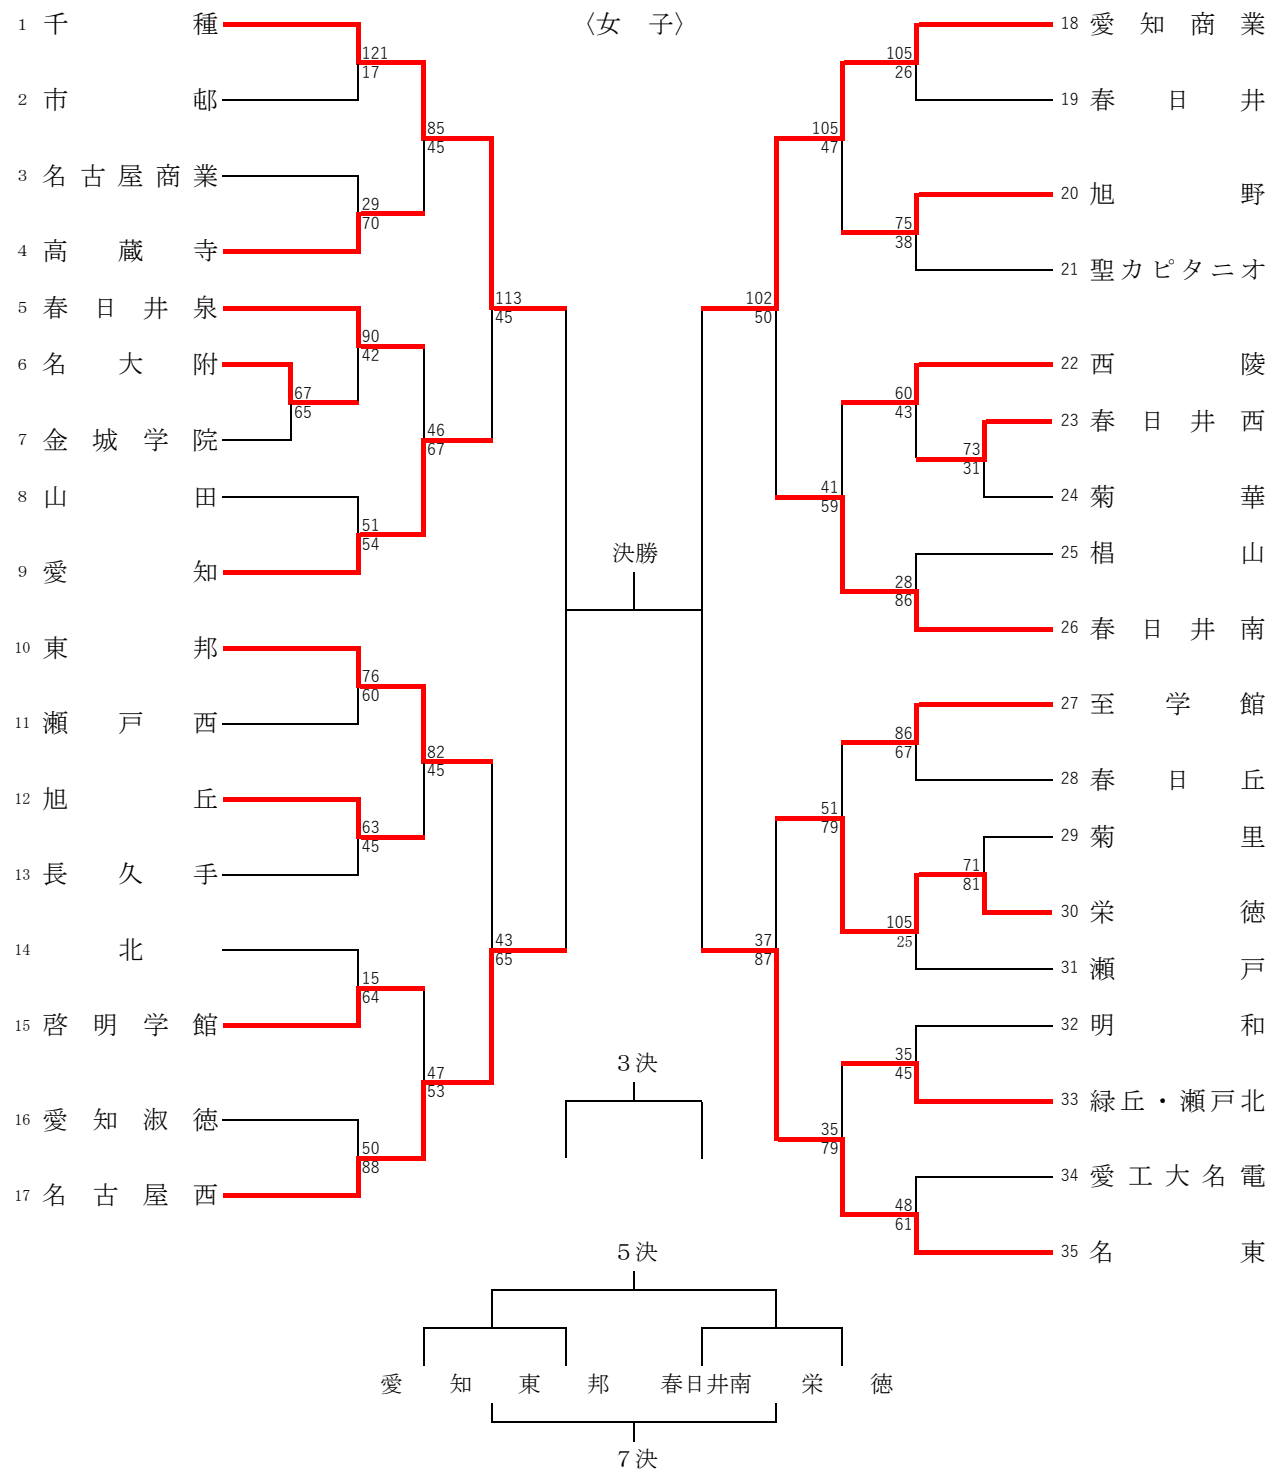 〈女　子〉
1 千種
121
17
2 市邨
85
45
3 名古屋商業
29
70
4 高蔵寺
113
45
5 春日井泉
90
42
6 名大附
67
65
7 金城学院
46
67
8 山田
51
54
9 愛知
10 東邦
76
60
11 瀬戸西
82
45
12 旭丘
63
45
13 長久手
43
65
14 北
15
64
15 啓明学館
47
53
16 愛知淑徳
50
88
17 名古屋西
18 愛知商業
105
26
19 春日井
105
47
20 旭野
75
38
21 聖カピタニオ
102
50
22 西陵
60
43
23 春日井西
73
31
24 菊華
41
59
25 椙山
28
86
26 春日井南
27 至学館
86
67
28 春日丘
51
79
29 菊里
71
81
30 栄徳
105
25
31 瀬戸
37
87
32 明和
35
45
33 緑丘・瀬戸北
35
79
34 愛工大名電
48
61
35 名東
決勝
３決
５決
愛知 東邦 春日井南 栄徳
７決